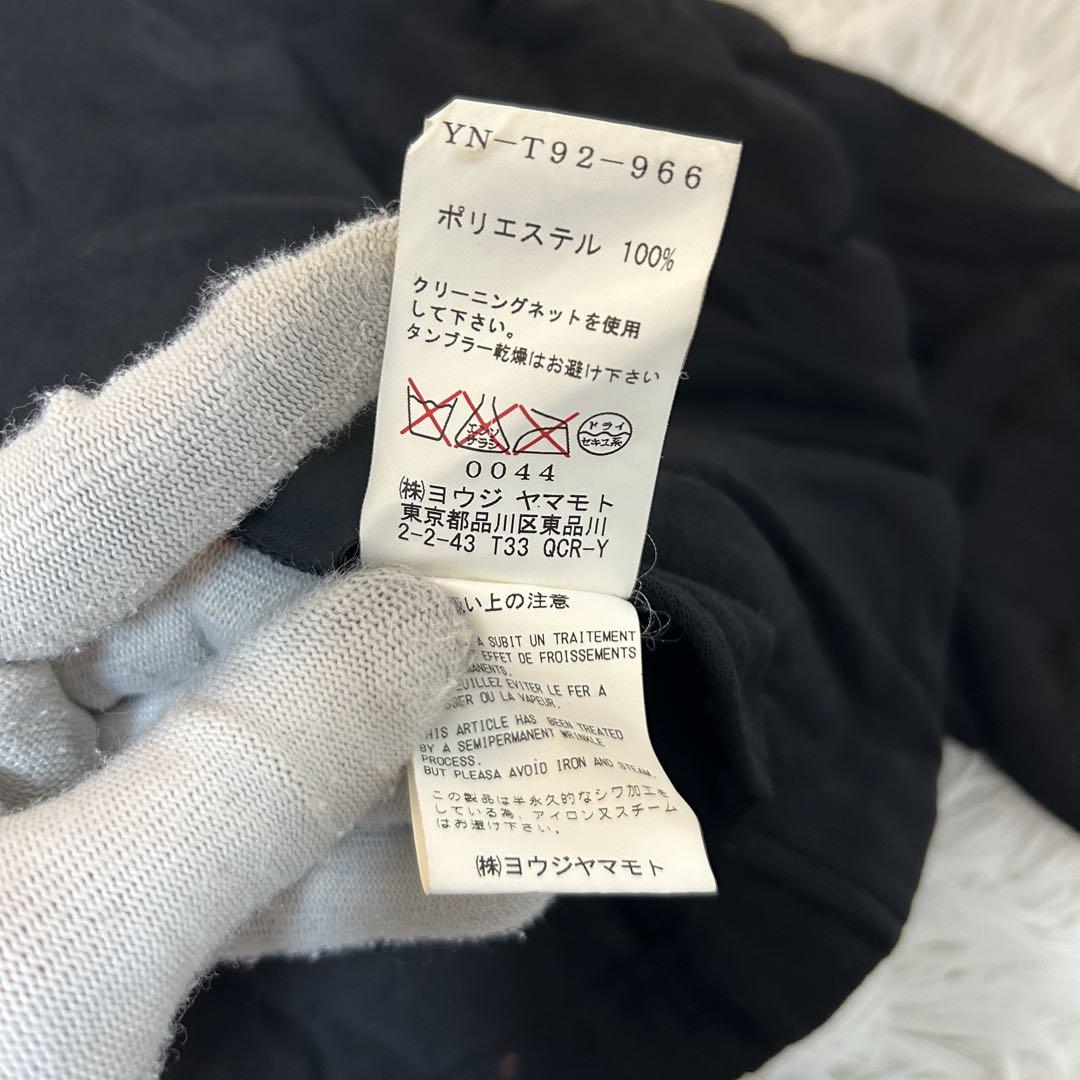 YN-T92-966
ポリエステル 100%
クリーニングネットを使用
して下さい。
タンブラー乾燥はお避け下さい
エンソ
サラシ
ドライ
セキユ系
0044
㈱ヨウジ ヤマモト
東京都品川区東品川
2-2-43 T33 QCR-Y
い上の注意
A SUBIT UN TRAITEMENT
EFFET DE FROISSEMENTS
EVITER LE FER A
OU LA VAPEUR.
THIS ARTICLE HAS BEEN TREATED
BY A SEMIPERMANENT WRINKLE
PROCESS.
BUT PLEASA AVOID IRON AND STEAM.
この製品は半永久的なシワ加工を
している為、アイロン又スチーム
はお避け下さい。
㈱ヨウジヤマモト